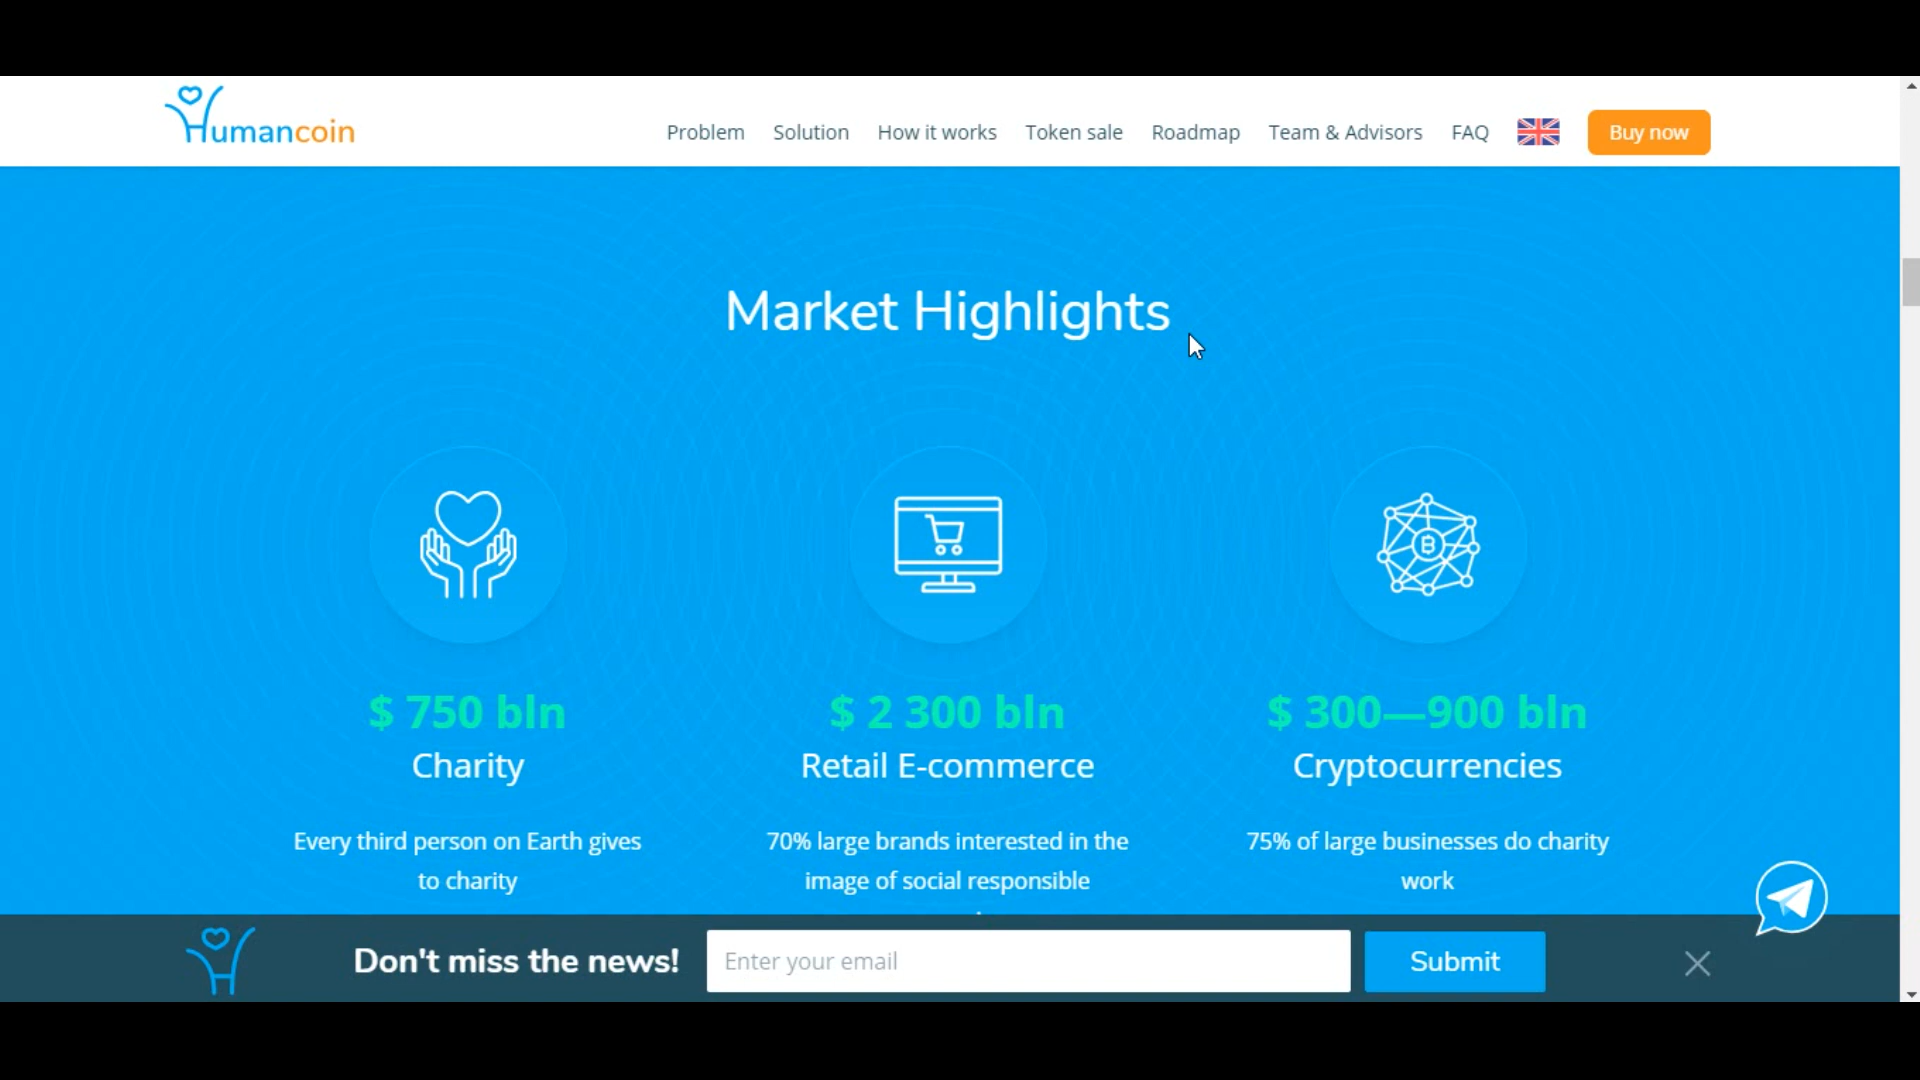 Humancoin
Problem Solution How it works Token sale Roadmap Team & Advisors FAQ Buy now
Market Highlights
$ 750 bln
Charity
Every third person on Earth gives
to charity
$ 2 300 bln
Retail E-commerce
70% large brands interested in the
image of social responsible
$ 300—900 bln
Cryptocurrencies
75% of large businesses do charity
work
Don't miss the news!
Enter your email
Submit